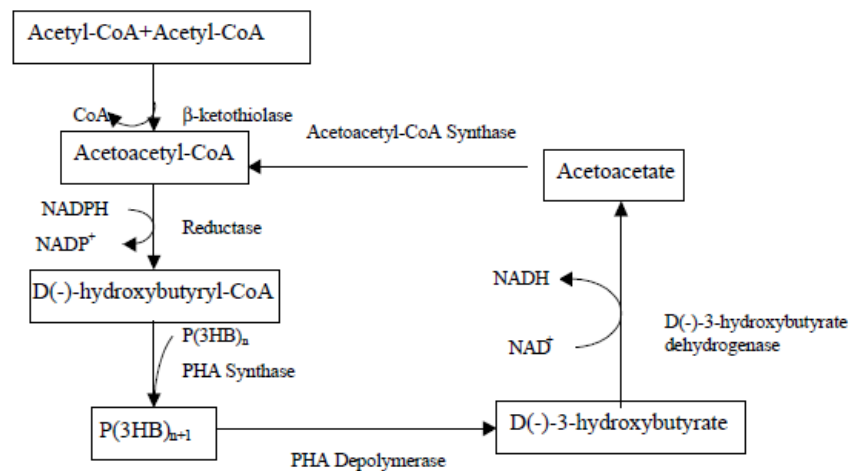 Acetyl-CoA+Acetyl-CoA
CoA
β-ketothiolase
Acetoacetyl-CoA Synthase
Acetoacetyl-CoA
Acetoacetate
NADPH
Reductase
NADP⁺
D(-)-hydroxybutyryl-CoA
NADH
P(3HB)ₙ
D(-)-3-hydroxybutyrate
dehydrogenase
NAD⁺
PHA Synthase
P(3HB)ₙ₊₁
D(-)-3-hydroxybutyrate
PHA Depolymerase